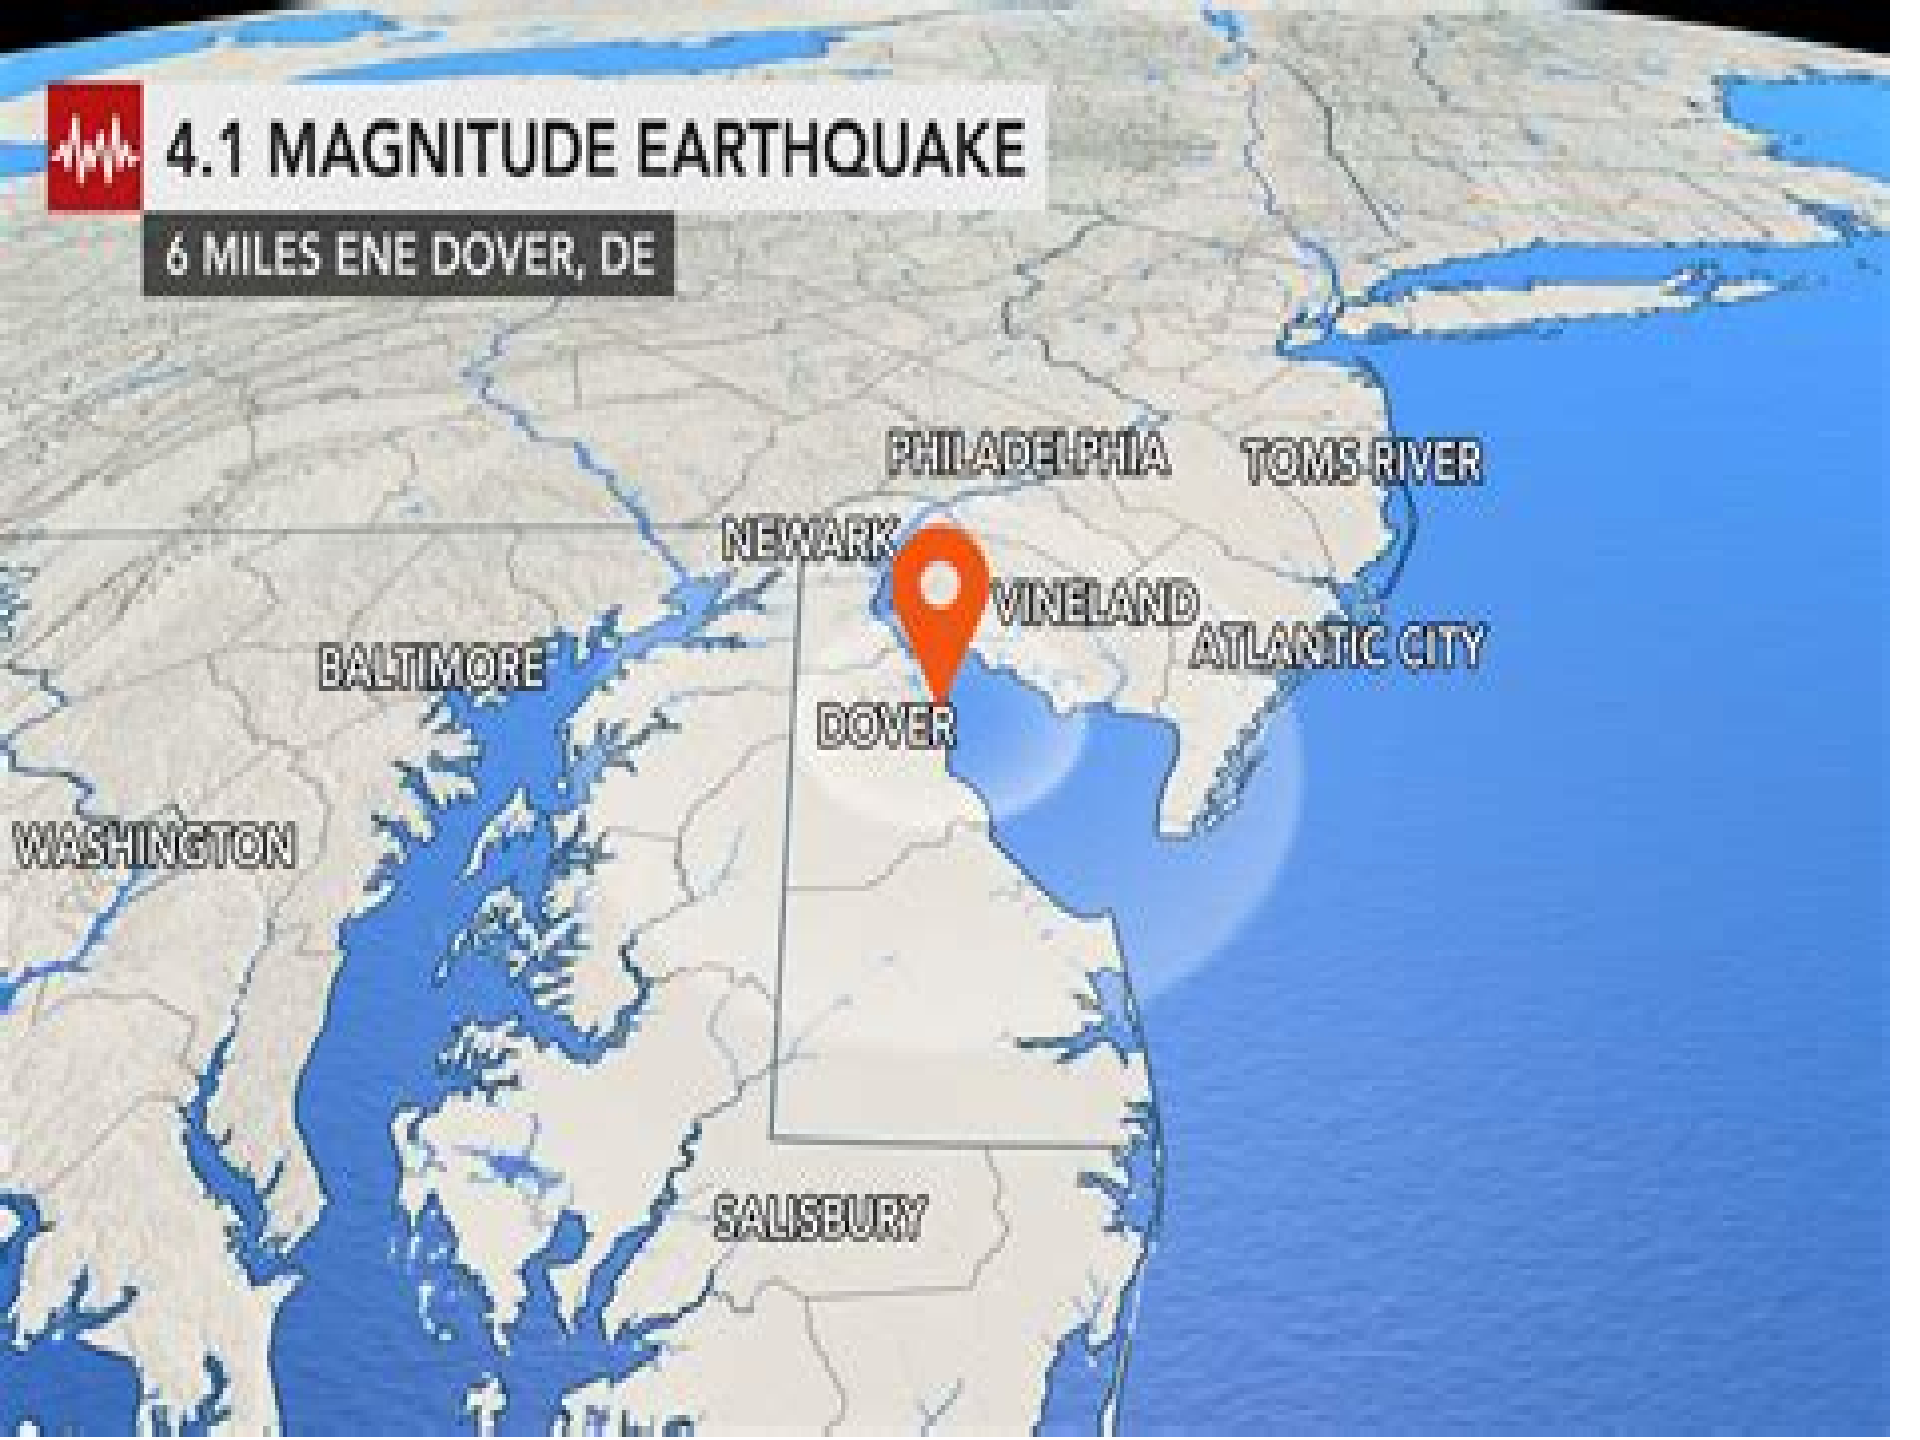 4.1 MAGNITUDE EARTHQUAKE
6 MILES ENE DOVER, DE
PHILADELPHIA
TOMS RIVER
NEWARK
VINELAND
ATLANTIC CITY
BALTIMORE
DOVER
WASHINGTON
SALISBURY